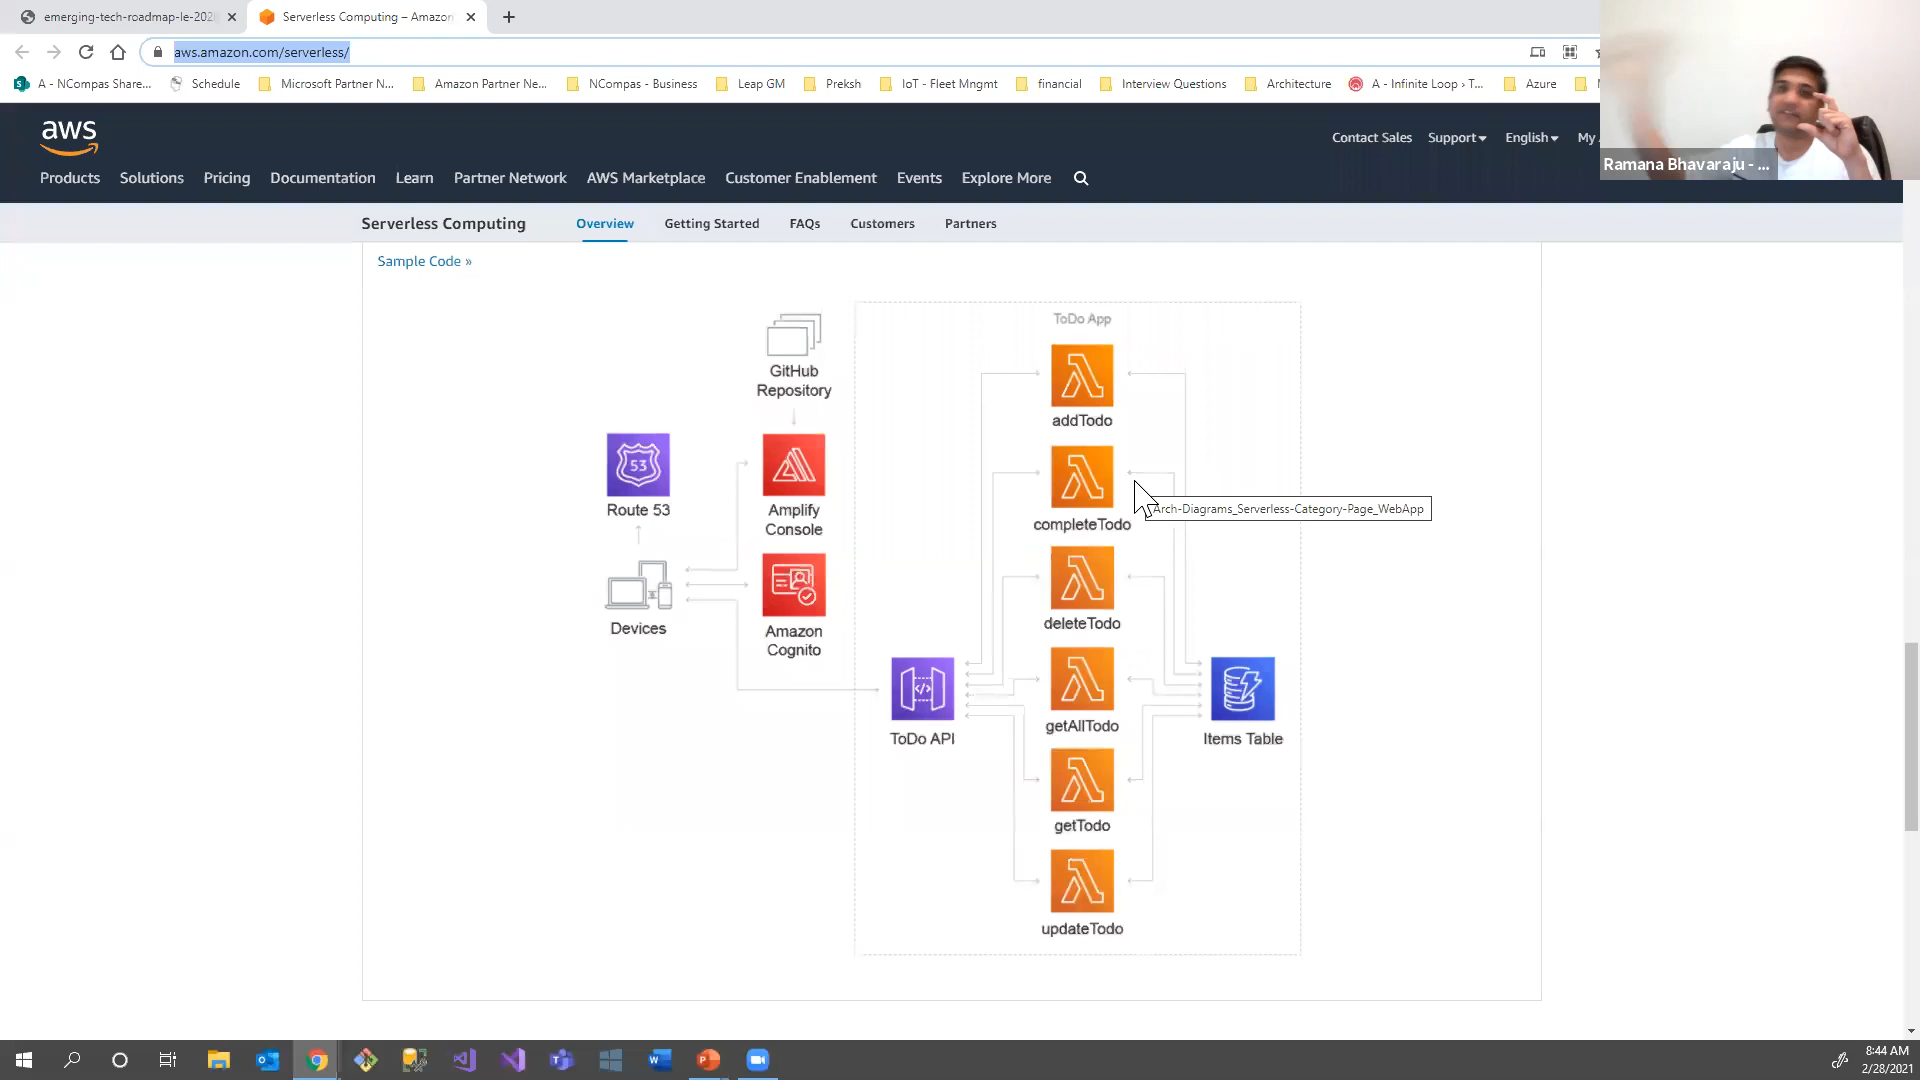 emerging-tech-roadmap-le-202
Serverless Computing – Amazon
aws.amazon.com/serverless/
A - NCompas Share...
Schedule
Microsoft Partner N...
Amazon Partner Ne...
NCompas - Business
Leap GM
Preksh
IoT - Fleet Mngmt
financial
Interview Questions
Architecture
A - Infinite Loop › T...
Azure
Ramana Bhavaraju - ...
aws
Contact Sales
Support
English
My
Products
Solutions
Pricing
Documentation
Learn
Partner Network
AWS Marketplace
Customer Enablement
Events
Explore More
Serverless Computing
Overview
Getting Started
FAQs
Customers
Partners
Sample Code »
ToDo App
GitHub
Repository
addTodo
53
Route 53
Amplify
Console
completeTodo
Arch-Diagrams_Serverless-Category-Page_WebApp
Devices
Amazon
Cognito
deleteTodo
ToDo API
getAllTodo
Items Table
getTodo
updateTodo
8:44 AM
2/28/2021